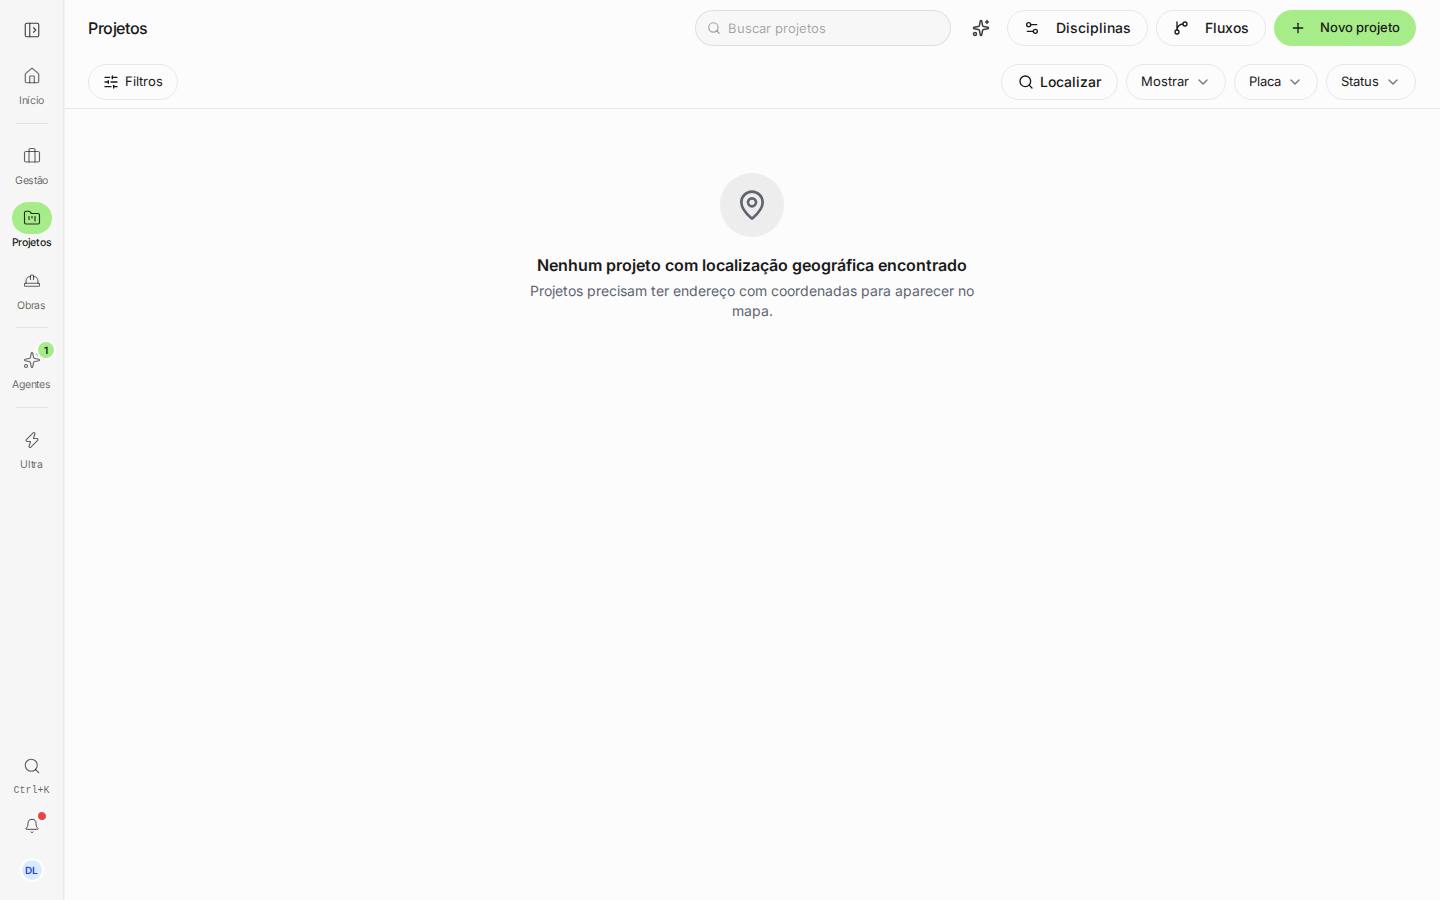 Projetos
Buscar projetos
Disciplinas
Fluxos
Novo projeto
Início
Filtros
Localizar
Mostrar
Placa
Status
Gestão
Projetos
Nenhum projeto com localização geográfica encontrado
Projetos precisam ter endereço com coordenadas para aparecer no
mapa.
Obras
1
Agentes
Ultra
Ctrl+K
DL